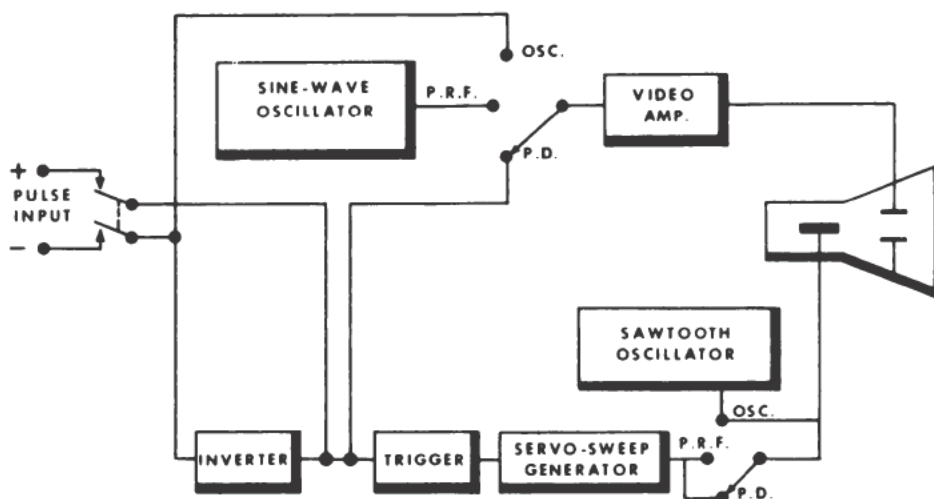 OSC.
SINE-WAVE
OSCILLATOR
P.R.F.
VIDEO
AMP.
P.D.
+
PULSE
INPUT
−
SAWTOOTH
OSCILLATOR
OSC.
INVERTER
TRIGGER
SERVO-SWEEP
GENERATOR
P.R.F.
P.D.